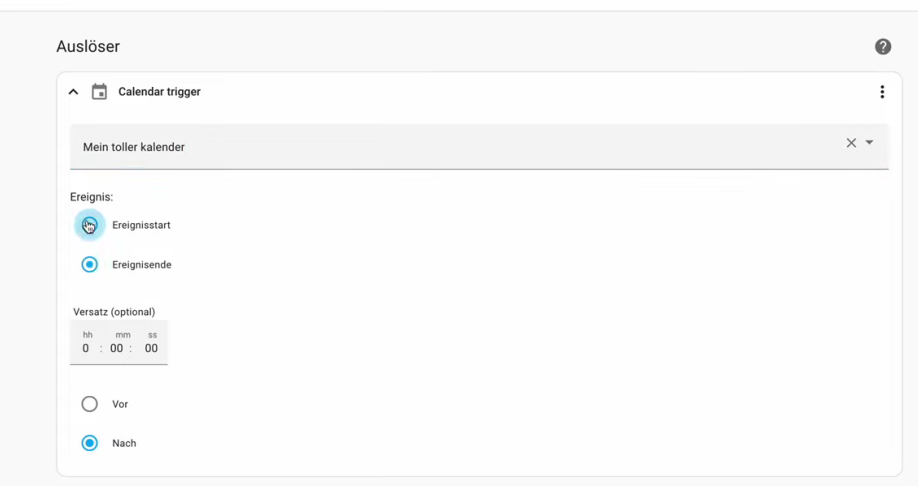 Auslöser
Calendar trigger
Mein toller kalender
Ereignis:
Ereignisstart
Ereignisende
Versatz (optional)
hh mm ss
0 : 00 : 00
Vor
Nach